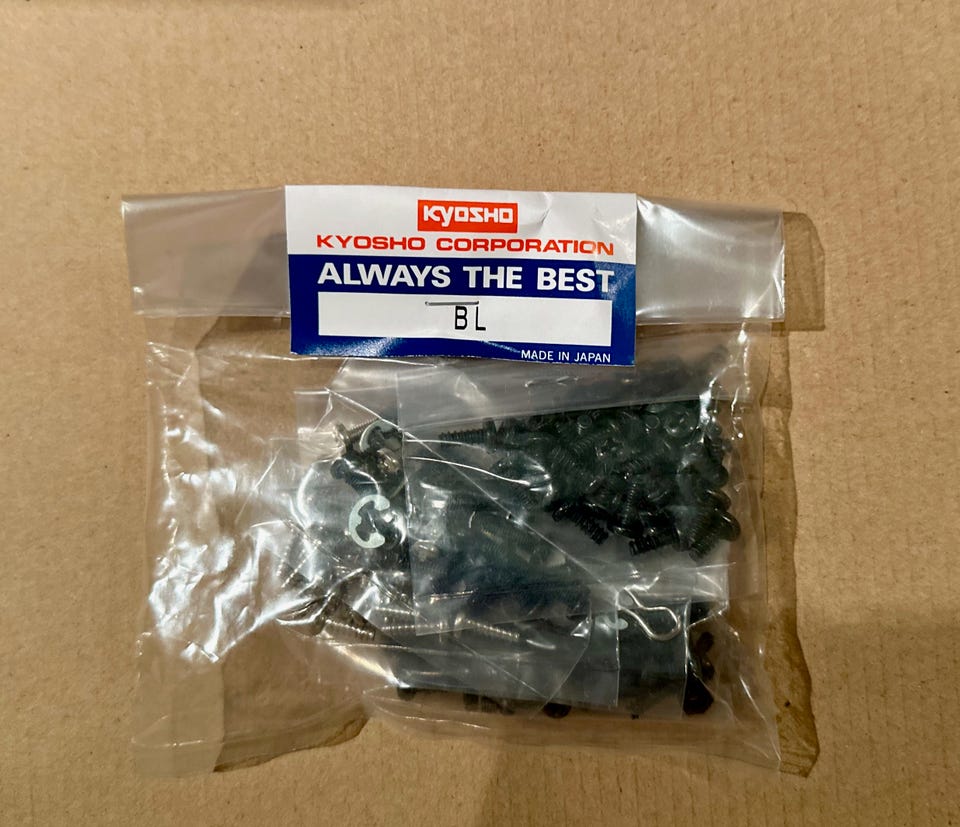 KYOSHO
KYOSHO CORPORATION
ALWAYS THE BEST
BL
MADE IN JAPAN